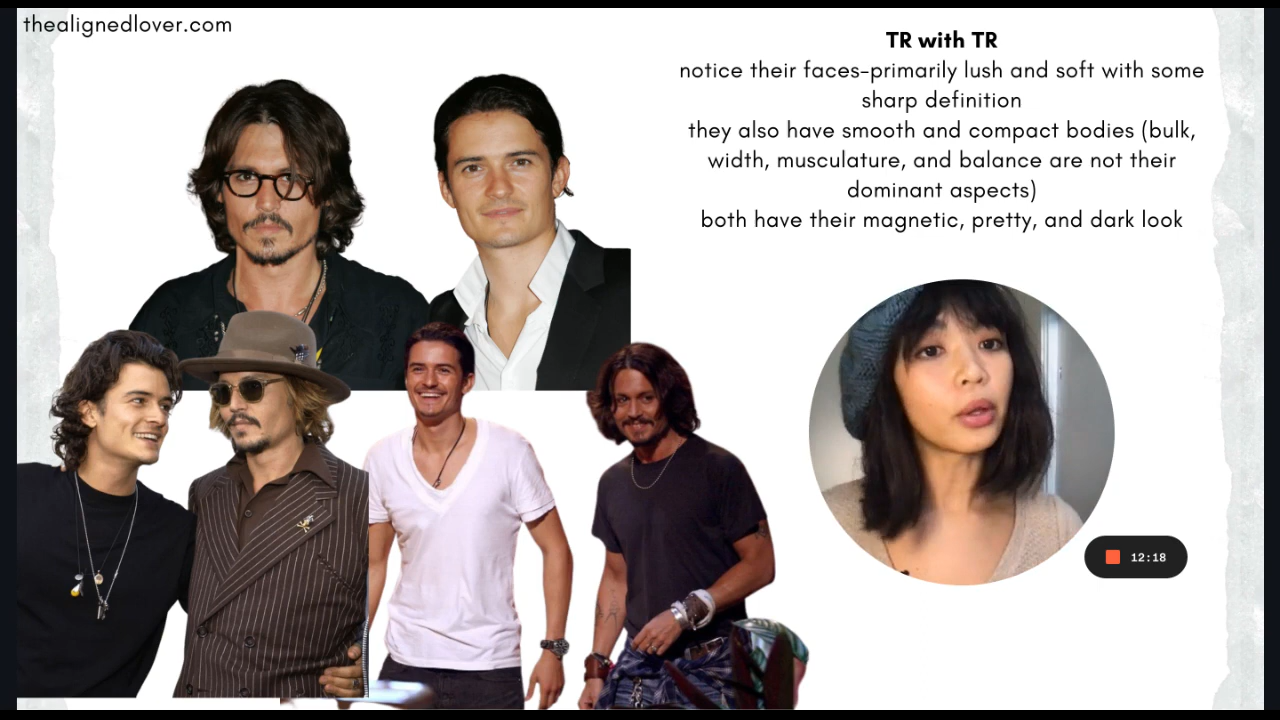 thealignedlover.com
TR with TR
notice their faces–primarily lush and soft with some
sharp definition
they also have smooth and compact bodies (bulk,
width, musculature, and balance are not their
dominant aspects)
both have their magnetic, pretty, and dark look
12:18